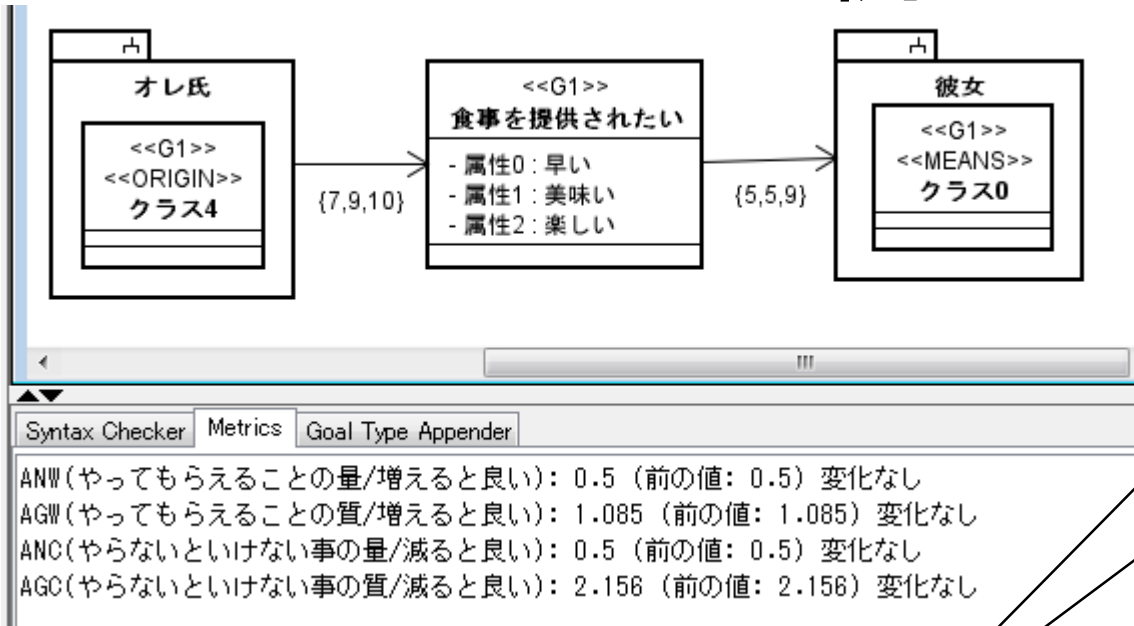 オレ氏
<<G1>>
<<ORIGIN>>
クラス4
{7,9,10}
<<G1>>
食事を提供されたい
- 属性0 : 早い
- 属性1 : 美味い
- 属性2 : 楽しい
{5,5,9}
彼女
<<G1>>
<<MEANS>>
クラス0
Syntax Checker Metrics Goal Type Appender
ANW(やってもらえることの量/増えると良い): 0.5 (前の値: 0.5) 変化なし
AGW(やってもらえることの質/増えると良い): 1.085 (前の値: 1.085) 変化なし
ANC(やらないといけない事の量/減ると良い): 0.5 (前の値: 0.5) 変化なし
AGC(やらないといけない事の質/減ると良い): 2.156 (前の値: 2.156) 変化なし